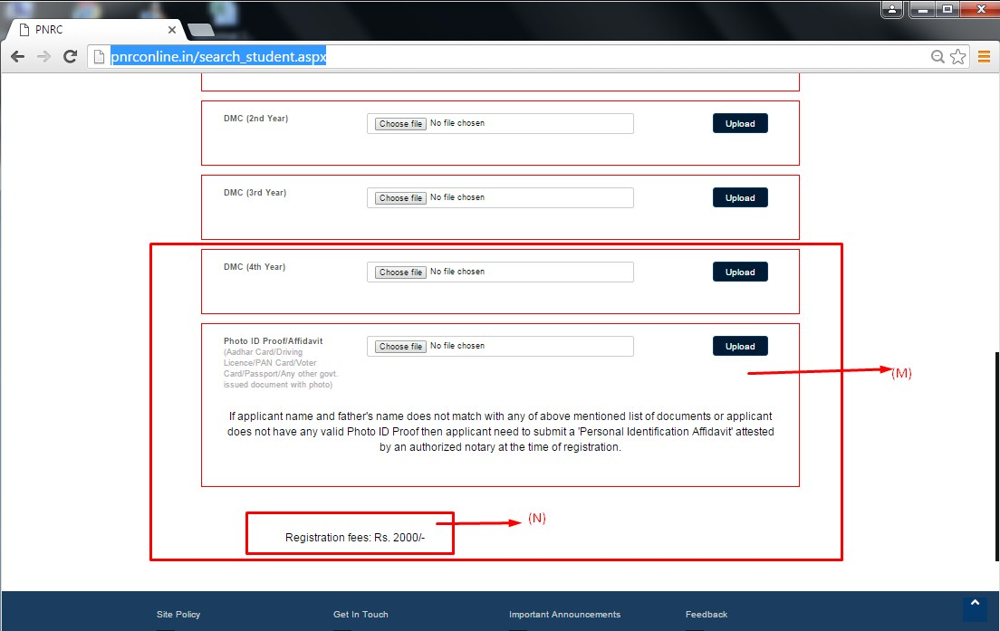 PNRC
pnrconline.in/search_student.aspx
DMC (2nd Year)
Choose file No file chosen
Upload
DMC (3rd Year)
Choose file No file chosen
Upload
DMC (4th Year)
Choose file No file chosen
Upload
Photo ID Proof/Affidavit
(Aadhar Card/Driving
Licence/PAN Card/Voter
Card/Passport/Any other govt.
issued document with photo)
Choose file No file chosen
Upload
(M)
If applicant name and father's name does not match with any of above mentioned list of documents or applicant
does not have any valid Photo ID Proof then applicant need to submit a 'Personal Identification Affidavit' attested
by an authorized notary at the time of registration.
(N)
Registration fees: Rs. 2000/-
Site Policy
Get In Touch
Important Announcements
Feedback